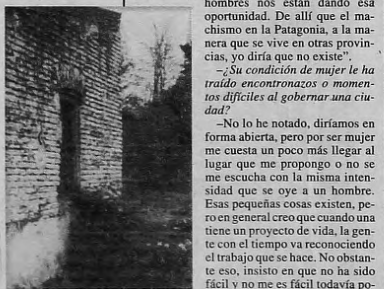 hombres nos están dando esa
oportunidad. De allí que el ma-
chismo en la Patagonia, a la ma-
nera que se vive en otras provin-
cias, yo diría que no existe".
–¿Su condición de mujer le ha
traído encontronazos o momen-
tos difíciles al gobernar una ciu-
dad?
–No lo he notado, diríamos en
forma abierta, pero por ser mujer
me cuesta un poco más llegar al
lugar que me propongo o no se
me escucha con la misma inten-
sidad que se oye a un hombre.
Esas pequeñas cosas existen, pe-
ro en general creo que cuando una
tiene un proyecto de vida, la gen-
te con el tiempo va reconociendo
el trabajo que se hace. No obstan-
te eso, insisto en que no ha sido
fácil y no me es fácil todavía po-